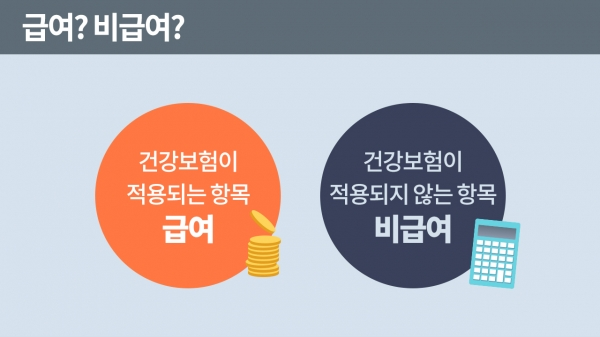 급여? 비급여?
건강보험이
적용되는 항목
급여
건강보험이
적용되지 않는 항목
비급여